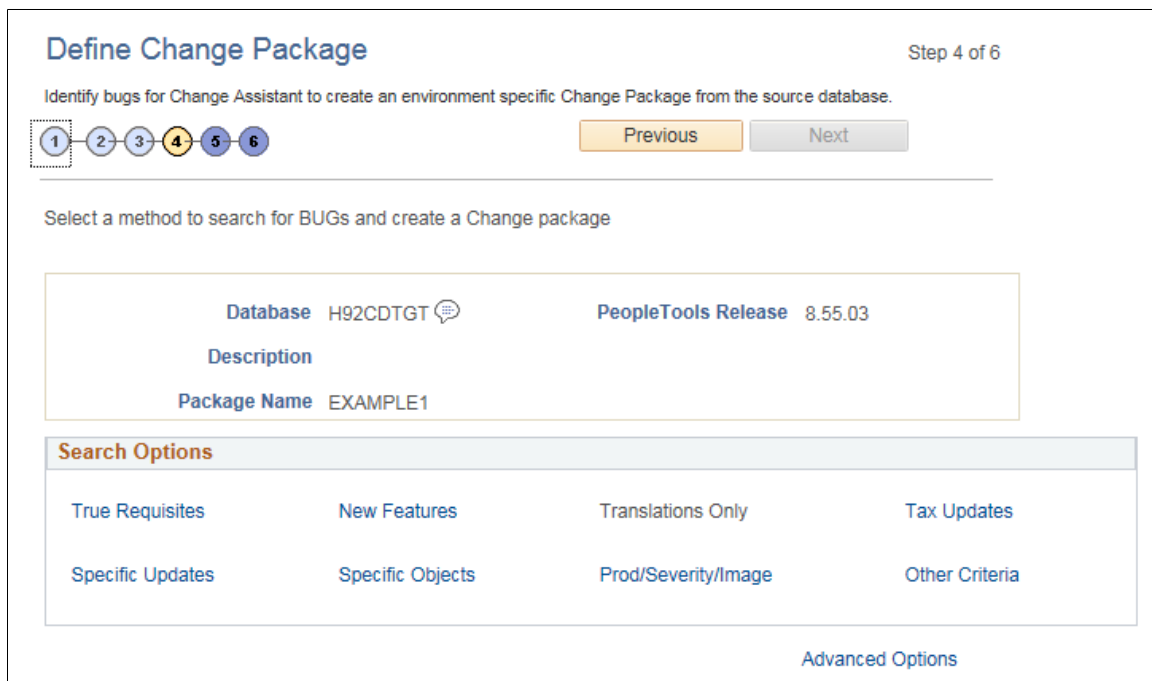 Define Change Package
Step 4 of 6
Identify bugs for Change Assistant to create an environment specific Change Package from the source database.
1 2 3 4 5 6
Previous Next
Select a method to search for BUGs and create a Change package
Database H92CDTGT PeopleTools Release 8.55.03
Description
Package Name EXAMPLE1
Search Options
True Requisites New Features Translations Only Tax Updates
Specific Updates Specific Objects Prod/Severity/Image Other Criteria
Advanced Options